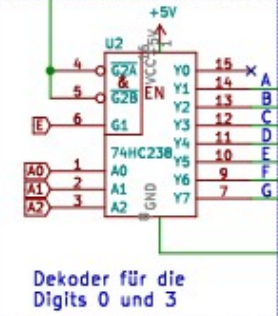 +5V
U2
4 G2A VCC +5V 1 Y0 15
& Y1 14 A
5 G2B EN Y2 13 B
6 E G1 Y3 12 C
Y4 11 D
74HC238 Y5 10 E
A0 1 A0 Y6 9 F
A1 2 A1 Y7 7 G
A2 3 A2 GND 8
Dekoder für die
Digits 0 und 3